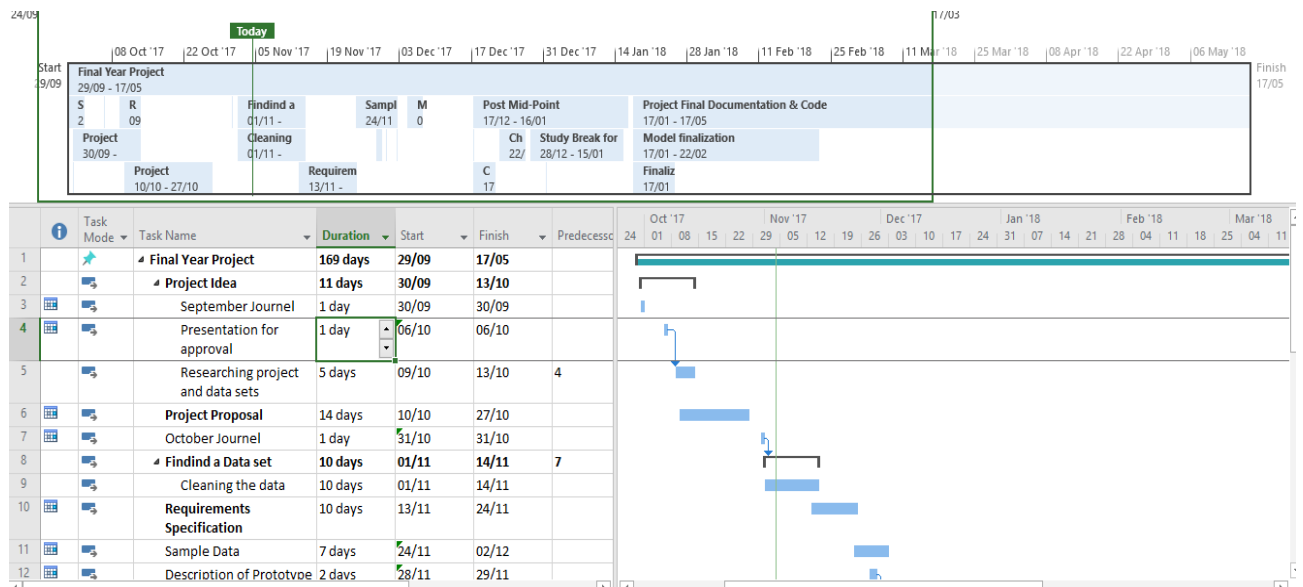 24/09 17/03
Today
08 Oct '17 22 Oct '17 05 Nov '17 19 Nov '17 03 Dec '17 17 Dec '17 31 Dec '17 14 Jan '18 28 Jan '18 11 Feb '18 25 Feb '18 11 Mar '18 25 Mar '18 08 Apr '18 22 Apr '18 06 May '18
Start Final Year Project Finish
29/09 29/09 - 17/05 17/05
S R Findind a Sampl M Post Mid-Point Project Final Documentation & Code
2 09 01/11 - 24/11 0 17/12 - 16/01 17/01 - 17/05
Project Cleaning Ch Study Break for Model finalization
30/09 - 01/11 - 22/ 28/12 - 15/01 17/01 - 22/02
Project Requirem C Finaliz
10/10 - 27/10 13/11 - 17 17/01
Task Mode Task Name Duration Start Finish Predecesso
Oct '17 Nov '17 Dec '17 Jan '18 Feb '18 Mar '18
24 01 08 15 22 29 05 12 19 26 03 10 17 24 31 07 14 21 28 04 11 18 25 04 11
1 Final Year Project 169 days 29/09 17/05
2 Project Idea 11 days 30/09 13/10
3 September Journel 1 day 30/09 30/09
4 Presentation for 1 day 06/10 06/10
approval
5 Researching project 5 days 09/10 13/10 4
and data sets
6 Project Proposal 14 days 10/10 27/10
7 October Journel 1 day 31/10 31/10
8 Findind a Data set 10 days 01/11 14/11 7
9 Cleaning the data 10 days 01/11 14/11
10 Requirements 10 days 13/11 24/11
Specification
11 Sample Data 7 days 24/11 02/12
12 Description of Prototype 2 days 28/11 29/11